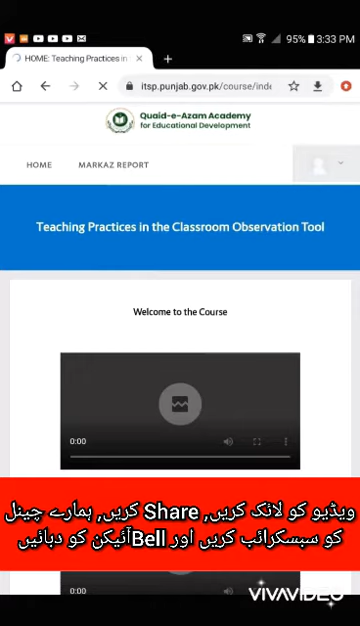 95% 3:33 PM
HOME: Teaching Practices in
itsp.punjab.gov.pk/course/inde
Quaid-e-Azam Academy
for Educational Development
HOME MARKAZ REPORT
Teaching Practices in the Classroom Observation Tool
Welcome to the Course
0:00
ویڈیو کو لائک کریں, Share کریں, ہمارے چینل
کو سبسکرائب کریں اور Bell آئیکن کو دبائیں
0:00
VIVAVIDEO